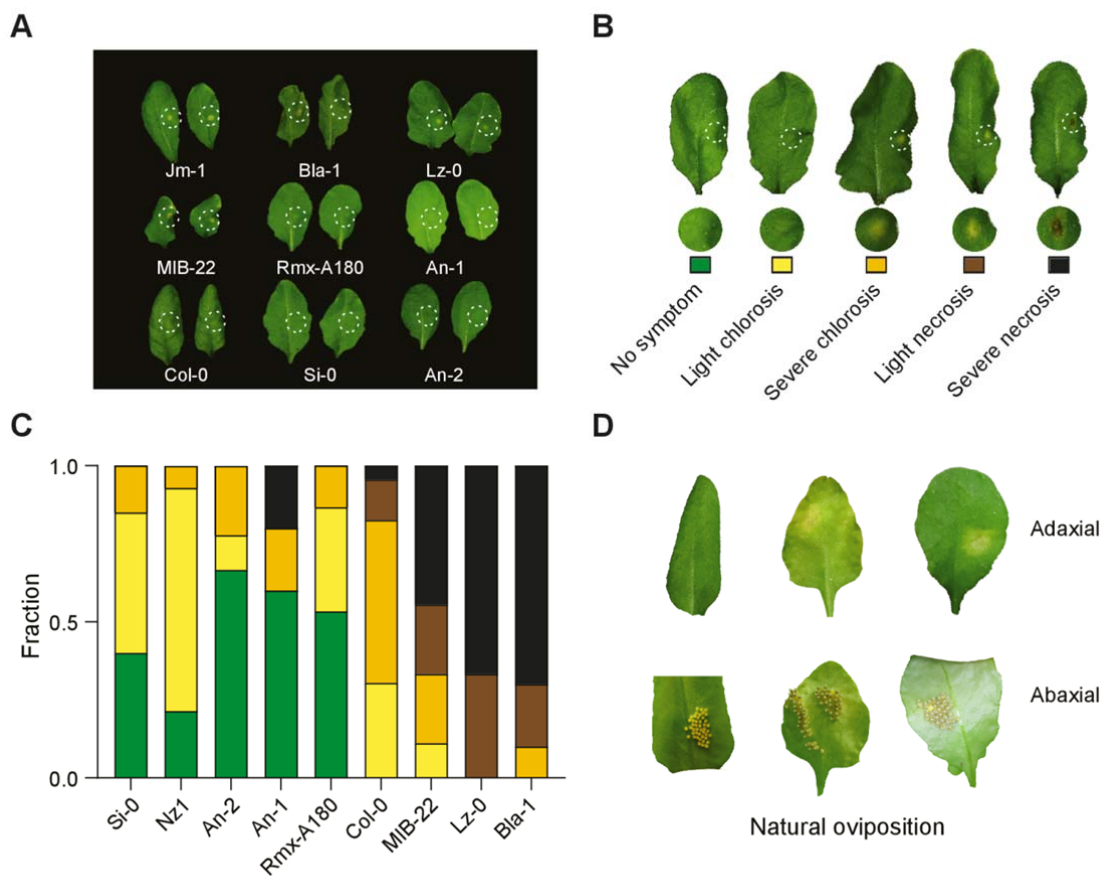 A
Jm-1 Bla-1 Lz-0
MIB-22 Rmx-A180 An-1
Col-0 Si-0 An-2
B
No symptom
Light chlorosis
Severe chlorosis
Light necrosis
Severe necrosis
C
1.0
0.5
0.0
Fraction
Si-0
Nz1
An-2
An-1
Rmx-A180
Col-0
MIB-22
Lz-0
Bla-1
D
Adaxial
Abaxial
Natural oviposition